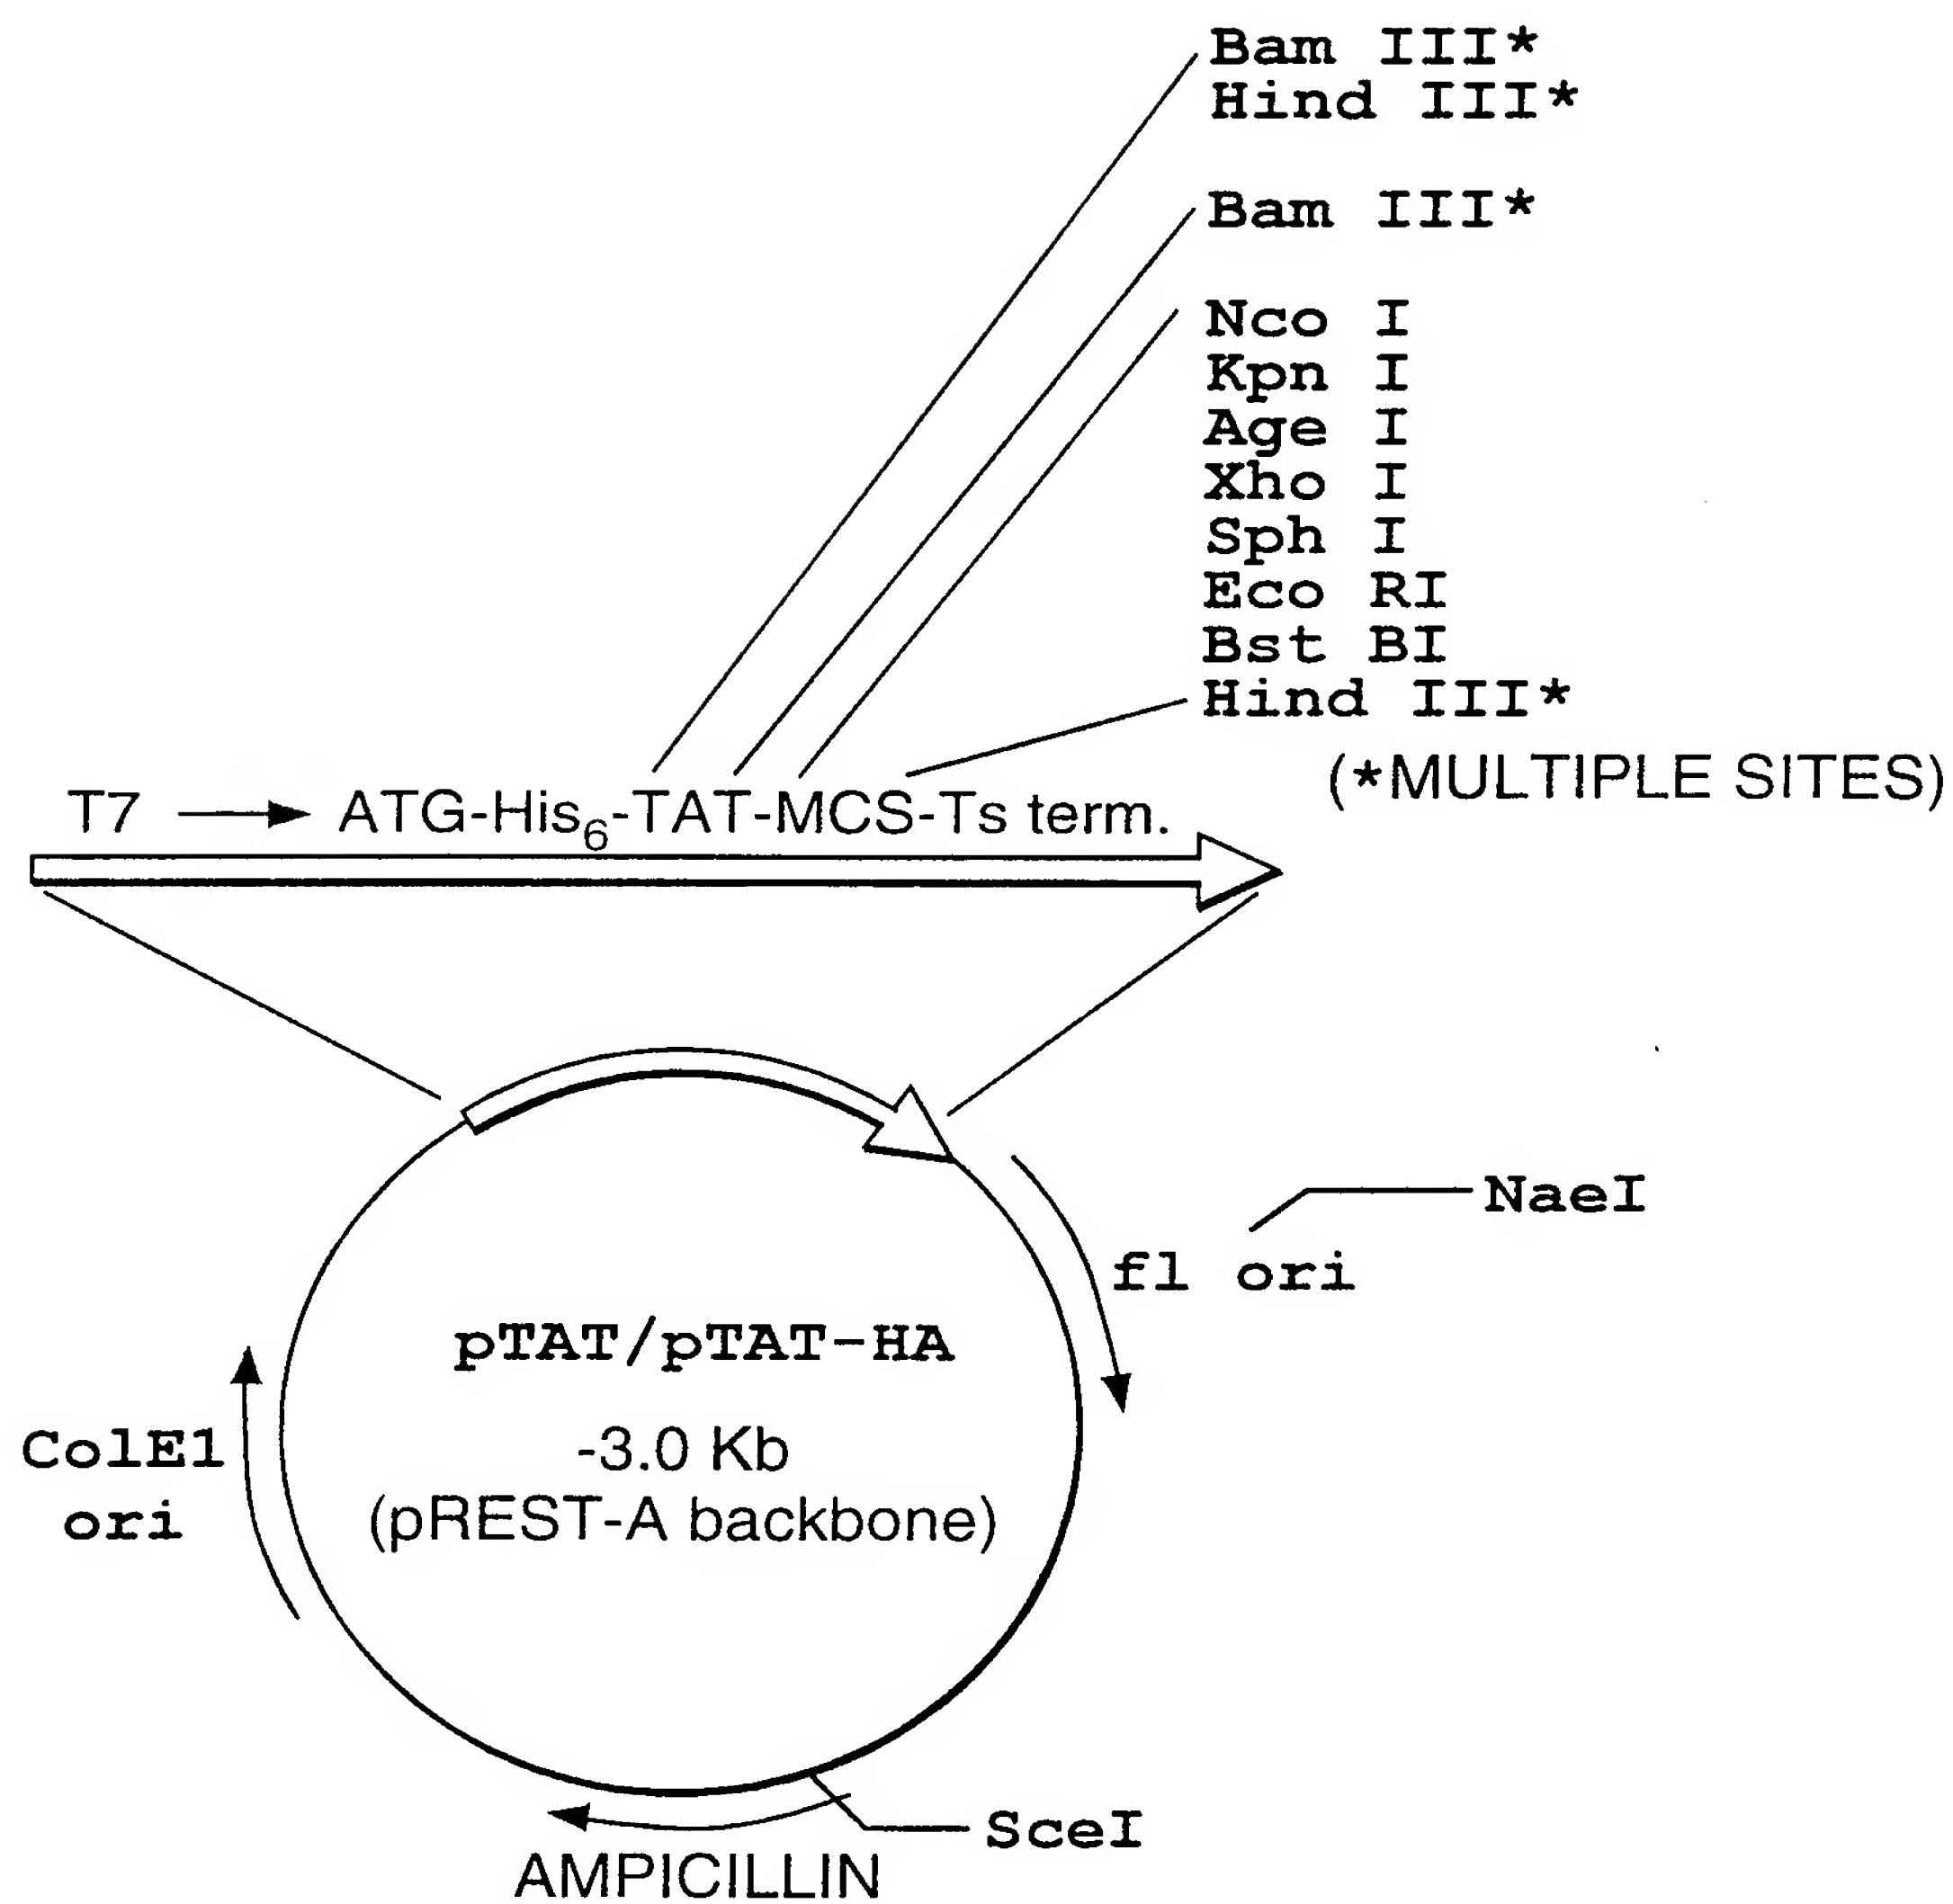 Bam III*
Hind III*
Bam III*
Nco I
Kpn I
Age I
Xho I
Sph I
Eco RI
Bst BI
Hind III*
(*MULTIPLE SITES)
T7 → ATG-His₆-TAT-MCS-Ts term.
NaeI
fl ori
pTAT/pTAT-HA
-3.0 Kb
(pREST-A backbone)
ColE1
ori
SceI
AMPICILLIN